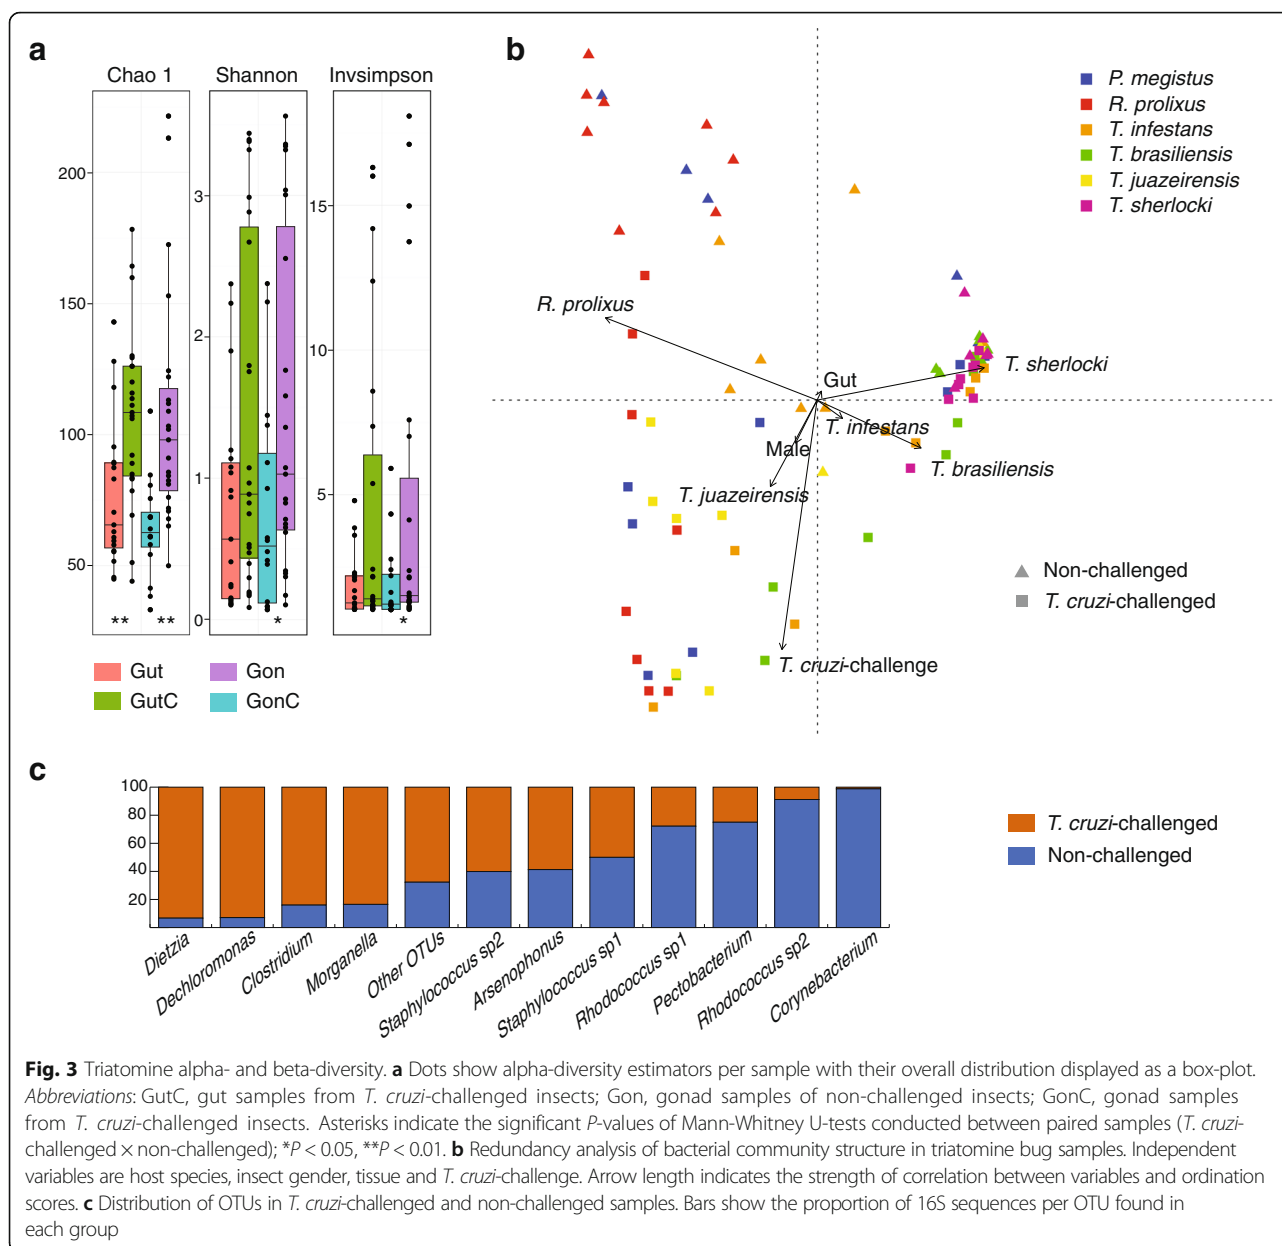 a
Chao 1
Shannon
Invsimpson
200
150
100
50
3
2
1
0
15
10
5
**
**
*
*
Gut
Gon
GutC
GonC
b
P. megistus
R. prolixus
T. infestans
T. brasiliensis
T. juazeirensis
T. sherlocki
R. prolixus
T. sherlocki
Gut
T. infestans
Male
T. brasiliensis
T. juazeirensis
T. cruzi-challenge
Non-challenged
T. cruzi-challenged
c
100
80
60
40
20
T. cruzi-challenged
Non-challenged
Dietzia
Dechloromonas
Clostridium
Morganella
Other OTUs
Staphylococcus sp2
Arsenophonus
Staphylococcus sp1
Rhodococcus sp1
Pectobacterium
Rhodococcus sp2
Corynebacterium
Fig. 3 Triatomine alpha- and beta-diversity. a Dots show alpha-diversity estimators per sample with their overall distribution displayed as a box-plot.
Abbreviations: GutC, gut samples from T. cruzi-challenged insects; Gon, gonad samples of non-challenged insects; GonC, gonad samples
from T. cruzi-challenged insects. Asterisks indicate the significant P-values of Mann-Whitney U-tests conducted between paired samples (T. cruzi-
challenged × non-challenged); *P < 0.05, **P < 0.01. b Redundancy analysis of bacterial community structure in triatomine bug samples. Independent
variables are host species, insect gender, tissue and T. cruzi-challenge. Arrow length indicates the strength of correlation between variables and ordination
scores. c Distribution of OTUs in T. cruzi-challenged and non-challenged samples. Bars show the proportion of 16S sequences per OTU found in
each group